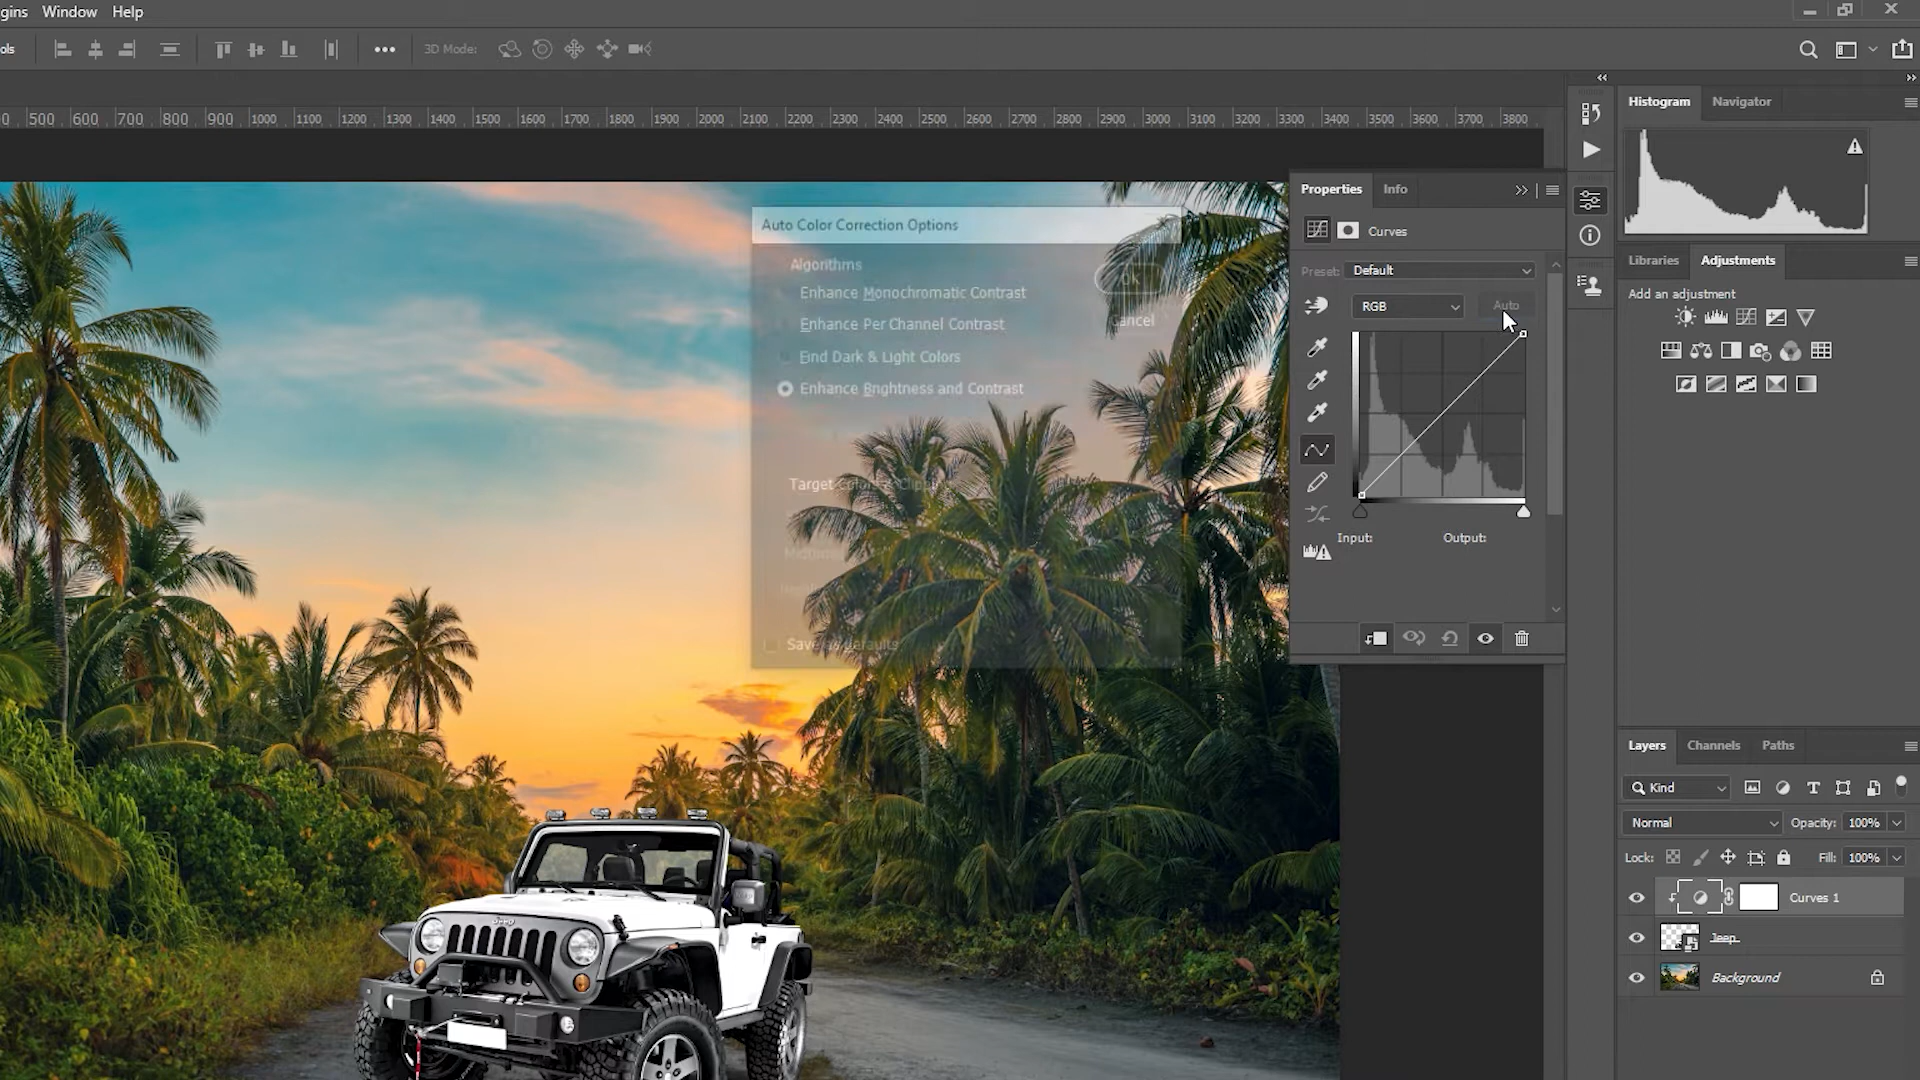 gins Window Help
ols 3D Mode:
500 600 700 800 900 1000 1100 1200 1300 1400 1500 1600 1700 1800 1900 2000 2100 2200 2300 2400 2500 2600 2700 2800 2900 3000 3100 3200 3300 3400 3500 3600 3700 3800
Histogram Navigator
Properties Info
Curves
Preset: Default
RGB Auto
Input: Output:
Auto Color Correction Options
Algorithms
Enhance Monochromatic Contrast
Enhance Per Channel Contrast
Find Dark & Light Colors
Enhance Brightness and Contrast
OK
Cancel
Target Colors & Clipping
Save as defaults
Libraries Adjustments
Add an adjustment
Layers Channels Paths
Kind
Normal Opacity: 100%
Lock: Fill: 100%
Curves 1
Jeep
Background
Jeep